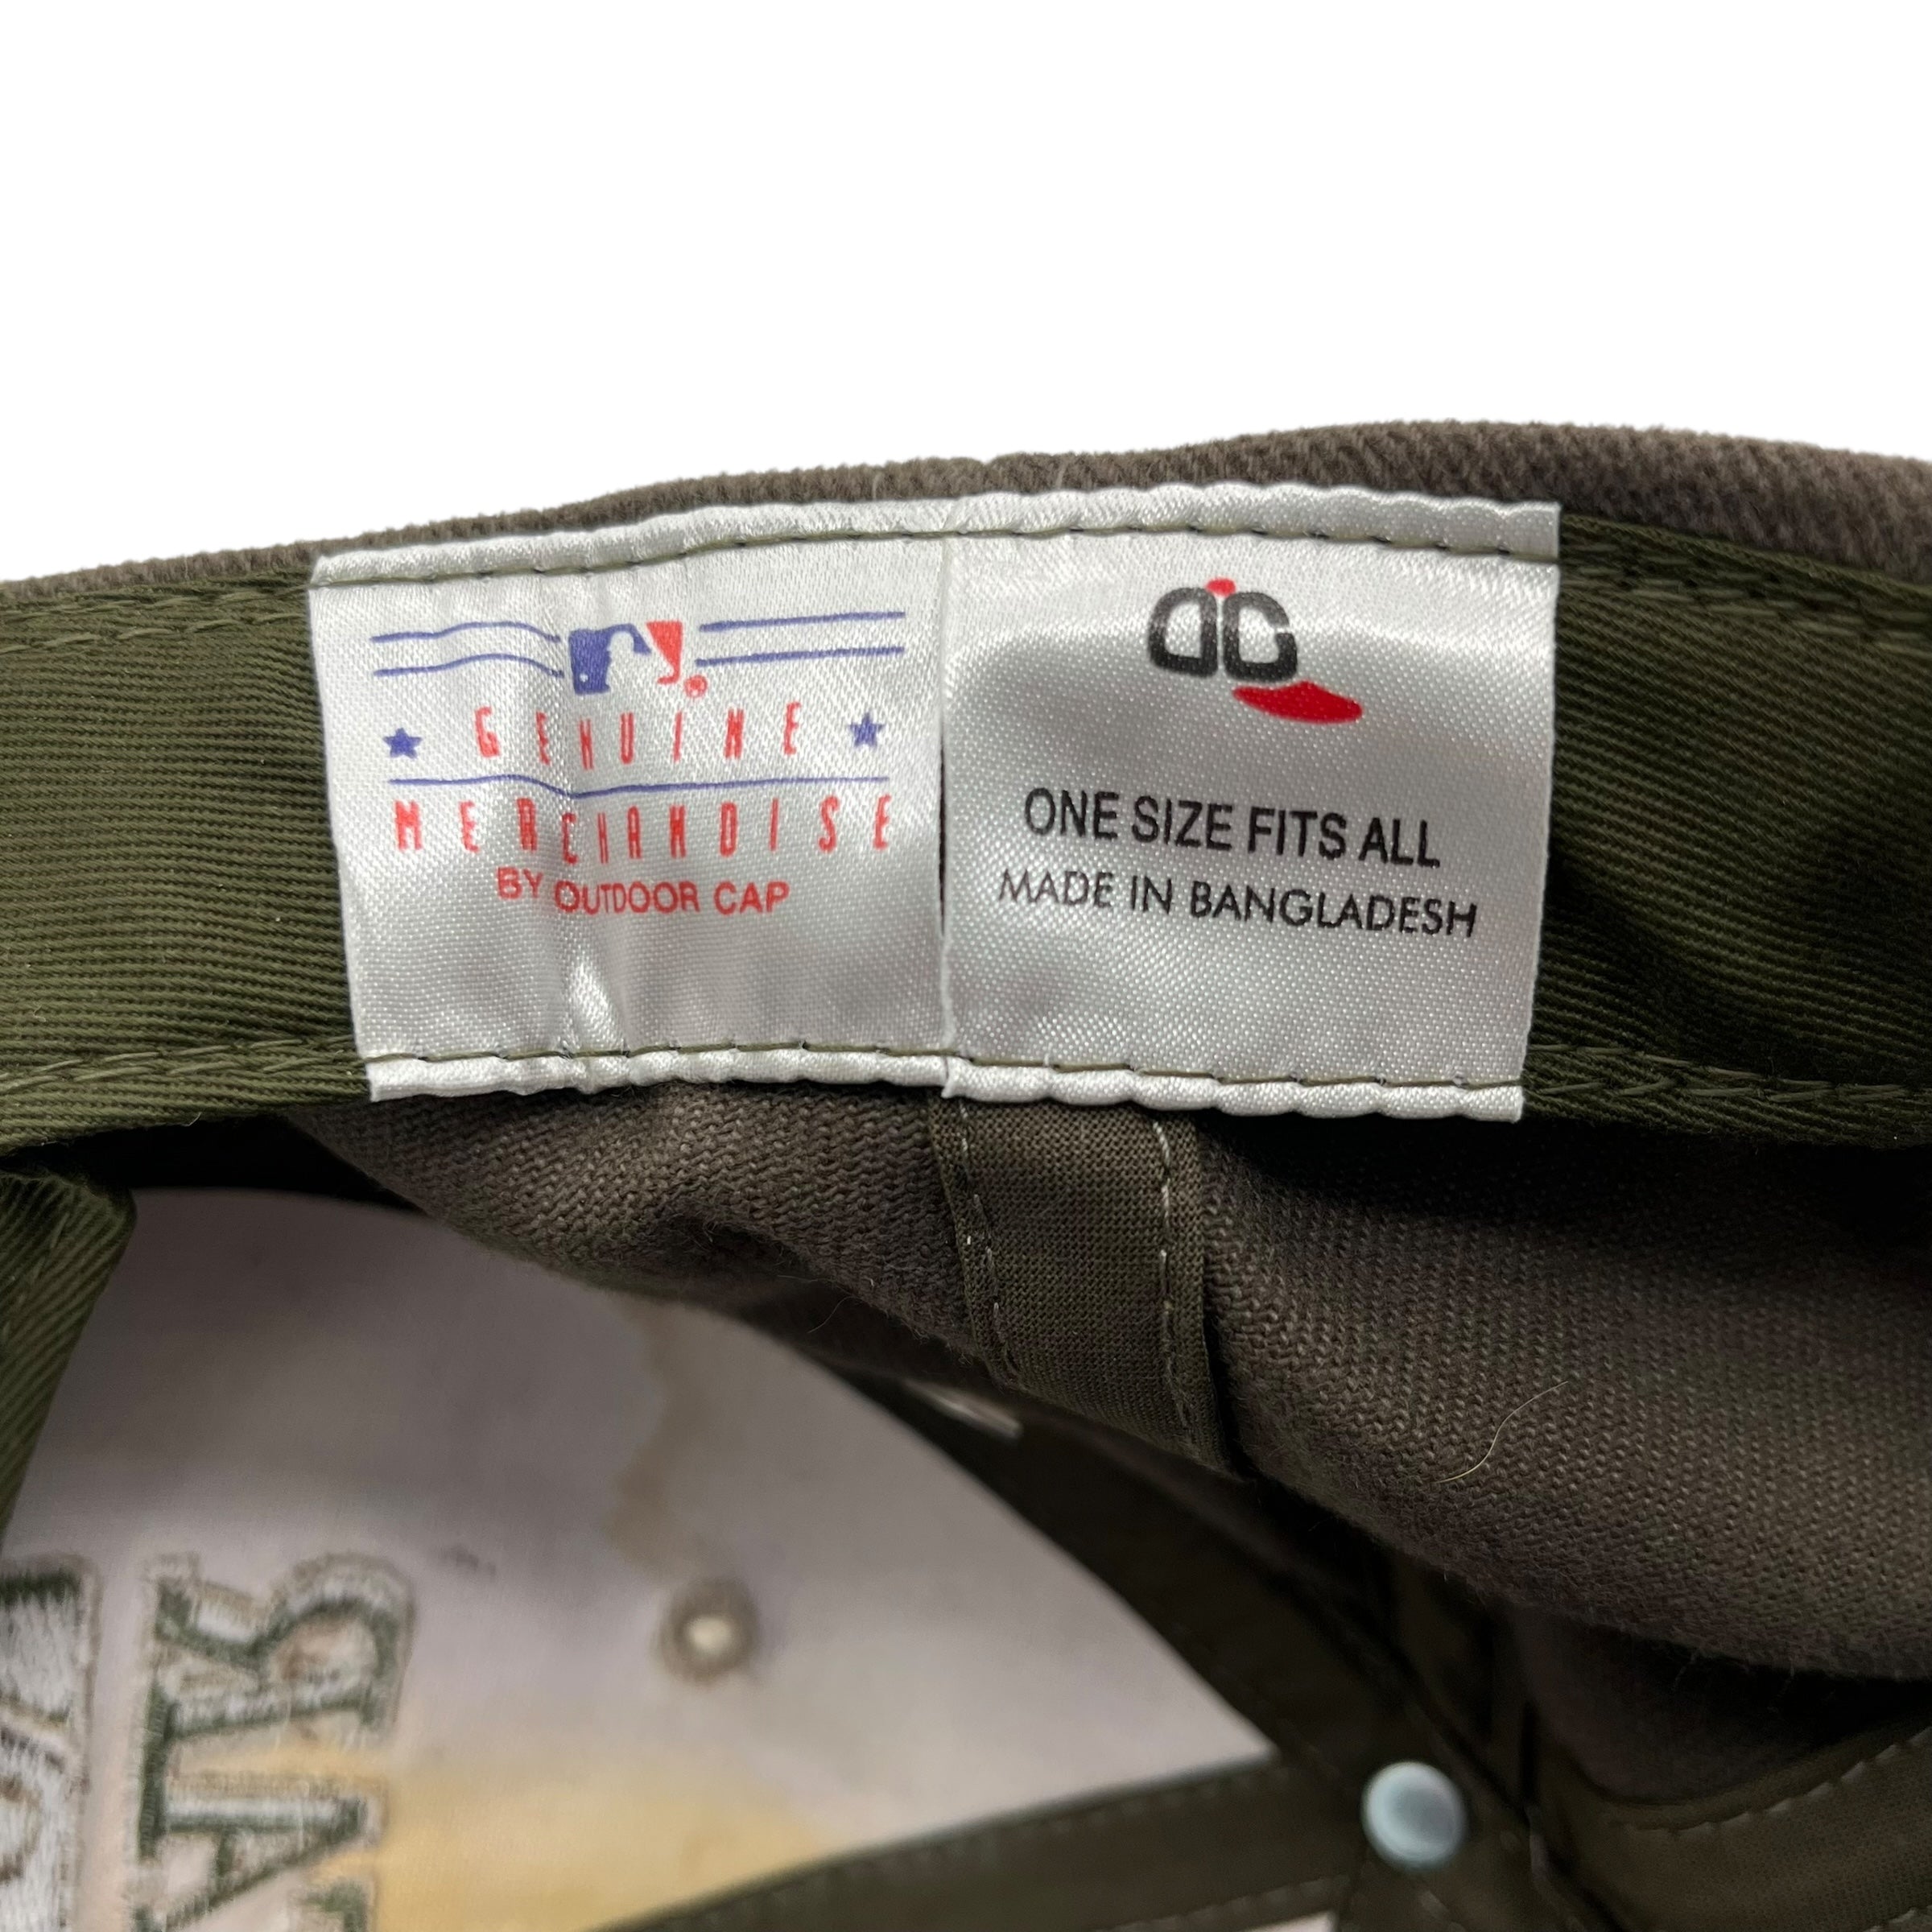 GENUINE
MERCHANDISE
BY OUTDOOR CAP
OC
ONE SIZE FITS ALL
MADE IN BANGLADESH